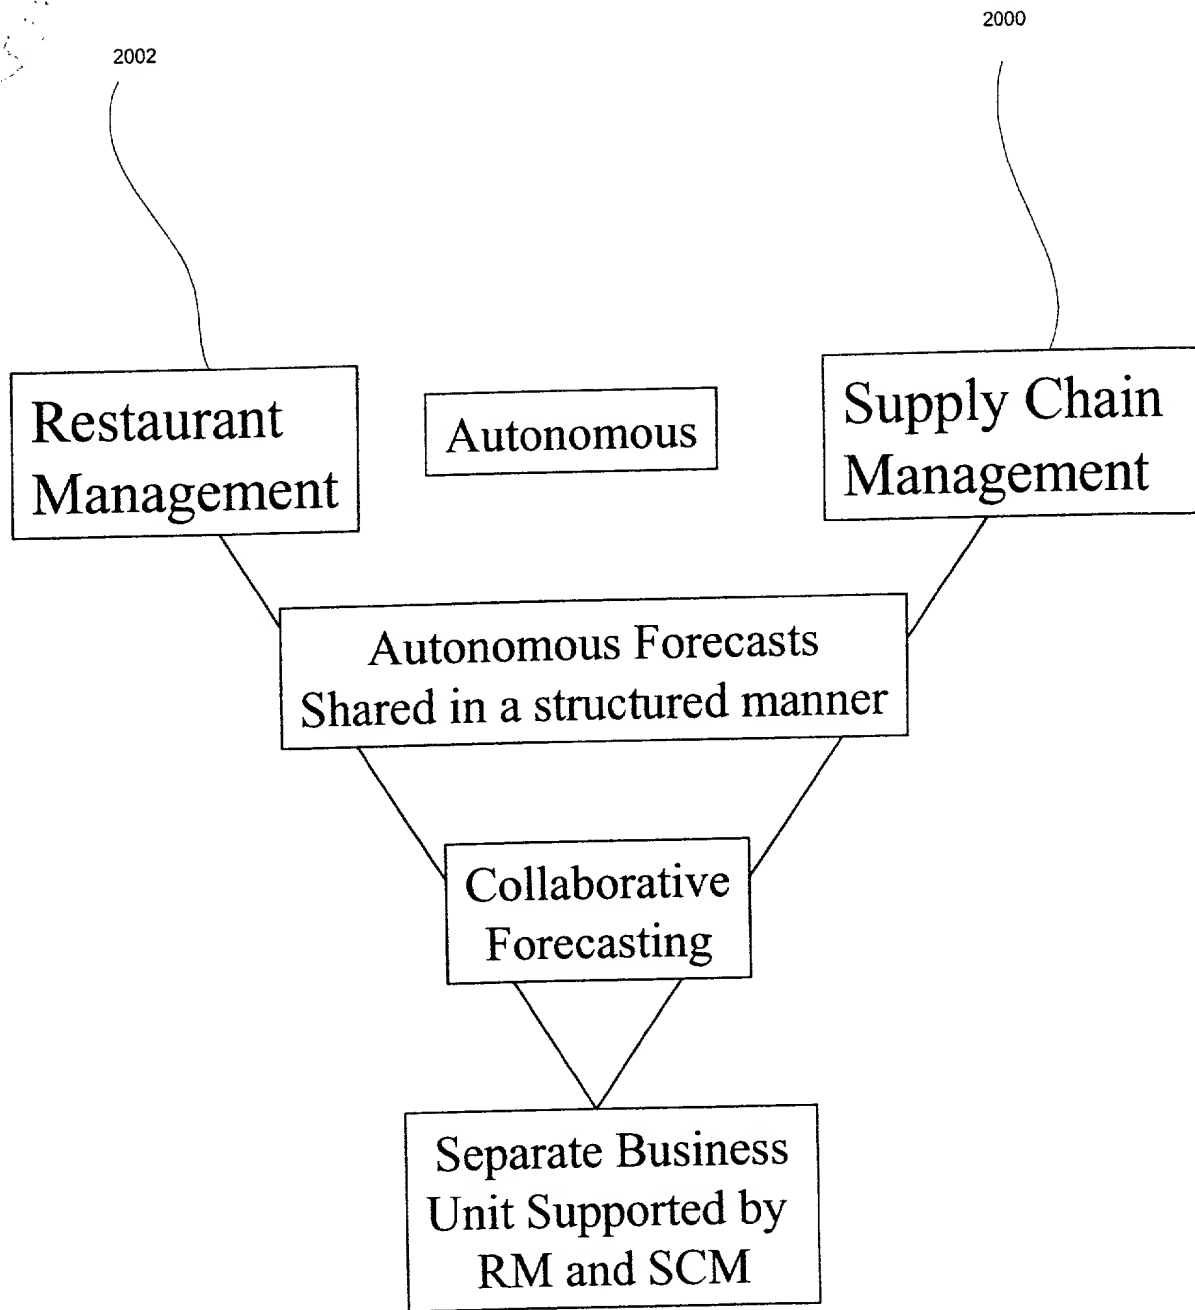 2002
2000
Restaurant
Management
Autonomous
Supply Chain
Management
Autonomous Forecasts
Shared in a structured manner
Collaborative
Forecasting
Separate Business
Unit Supported by
RM and SCM